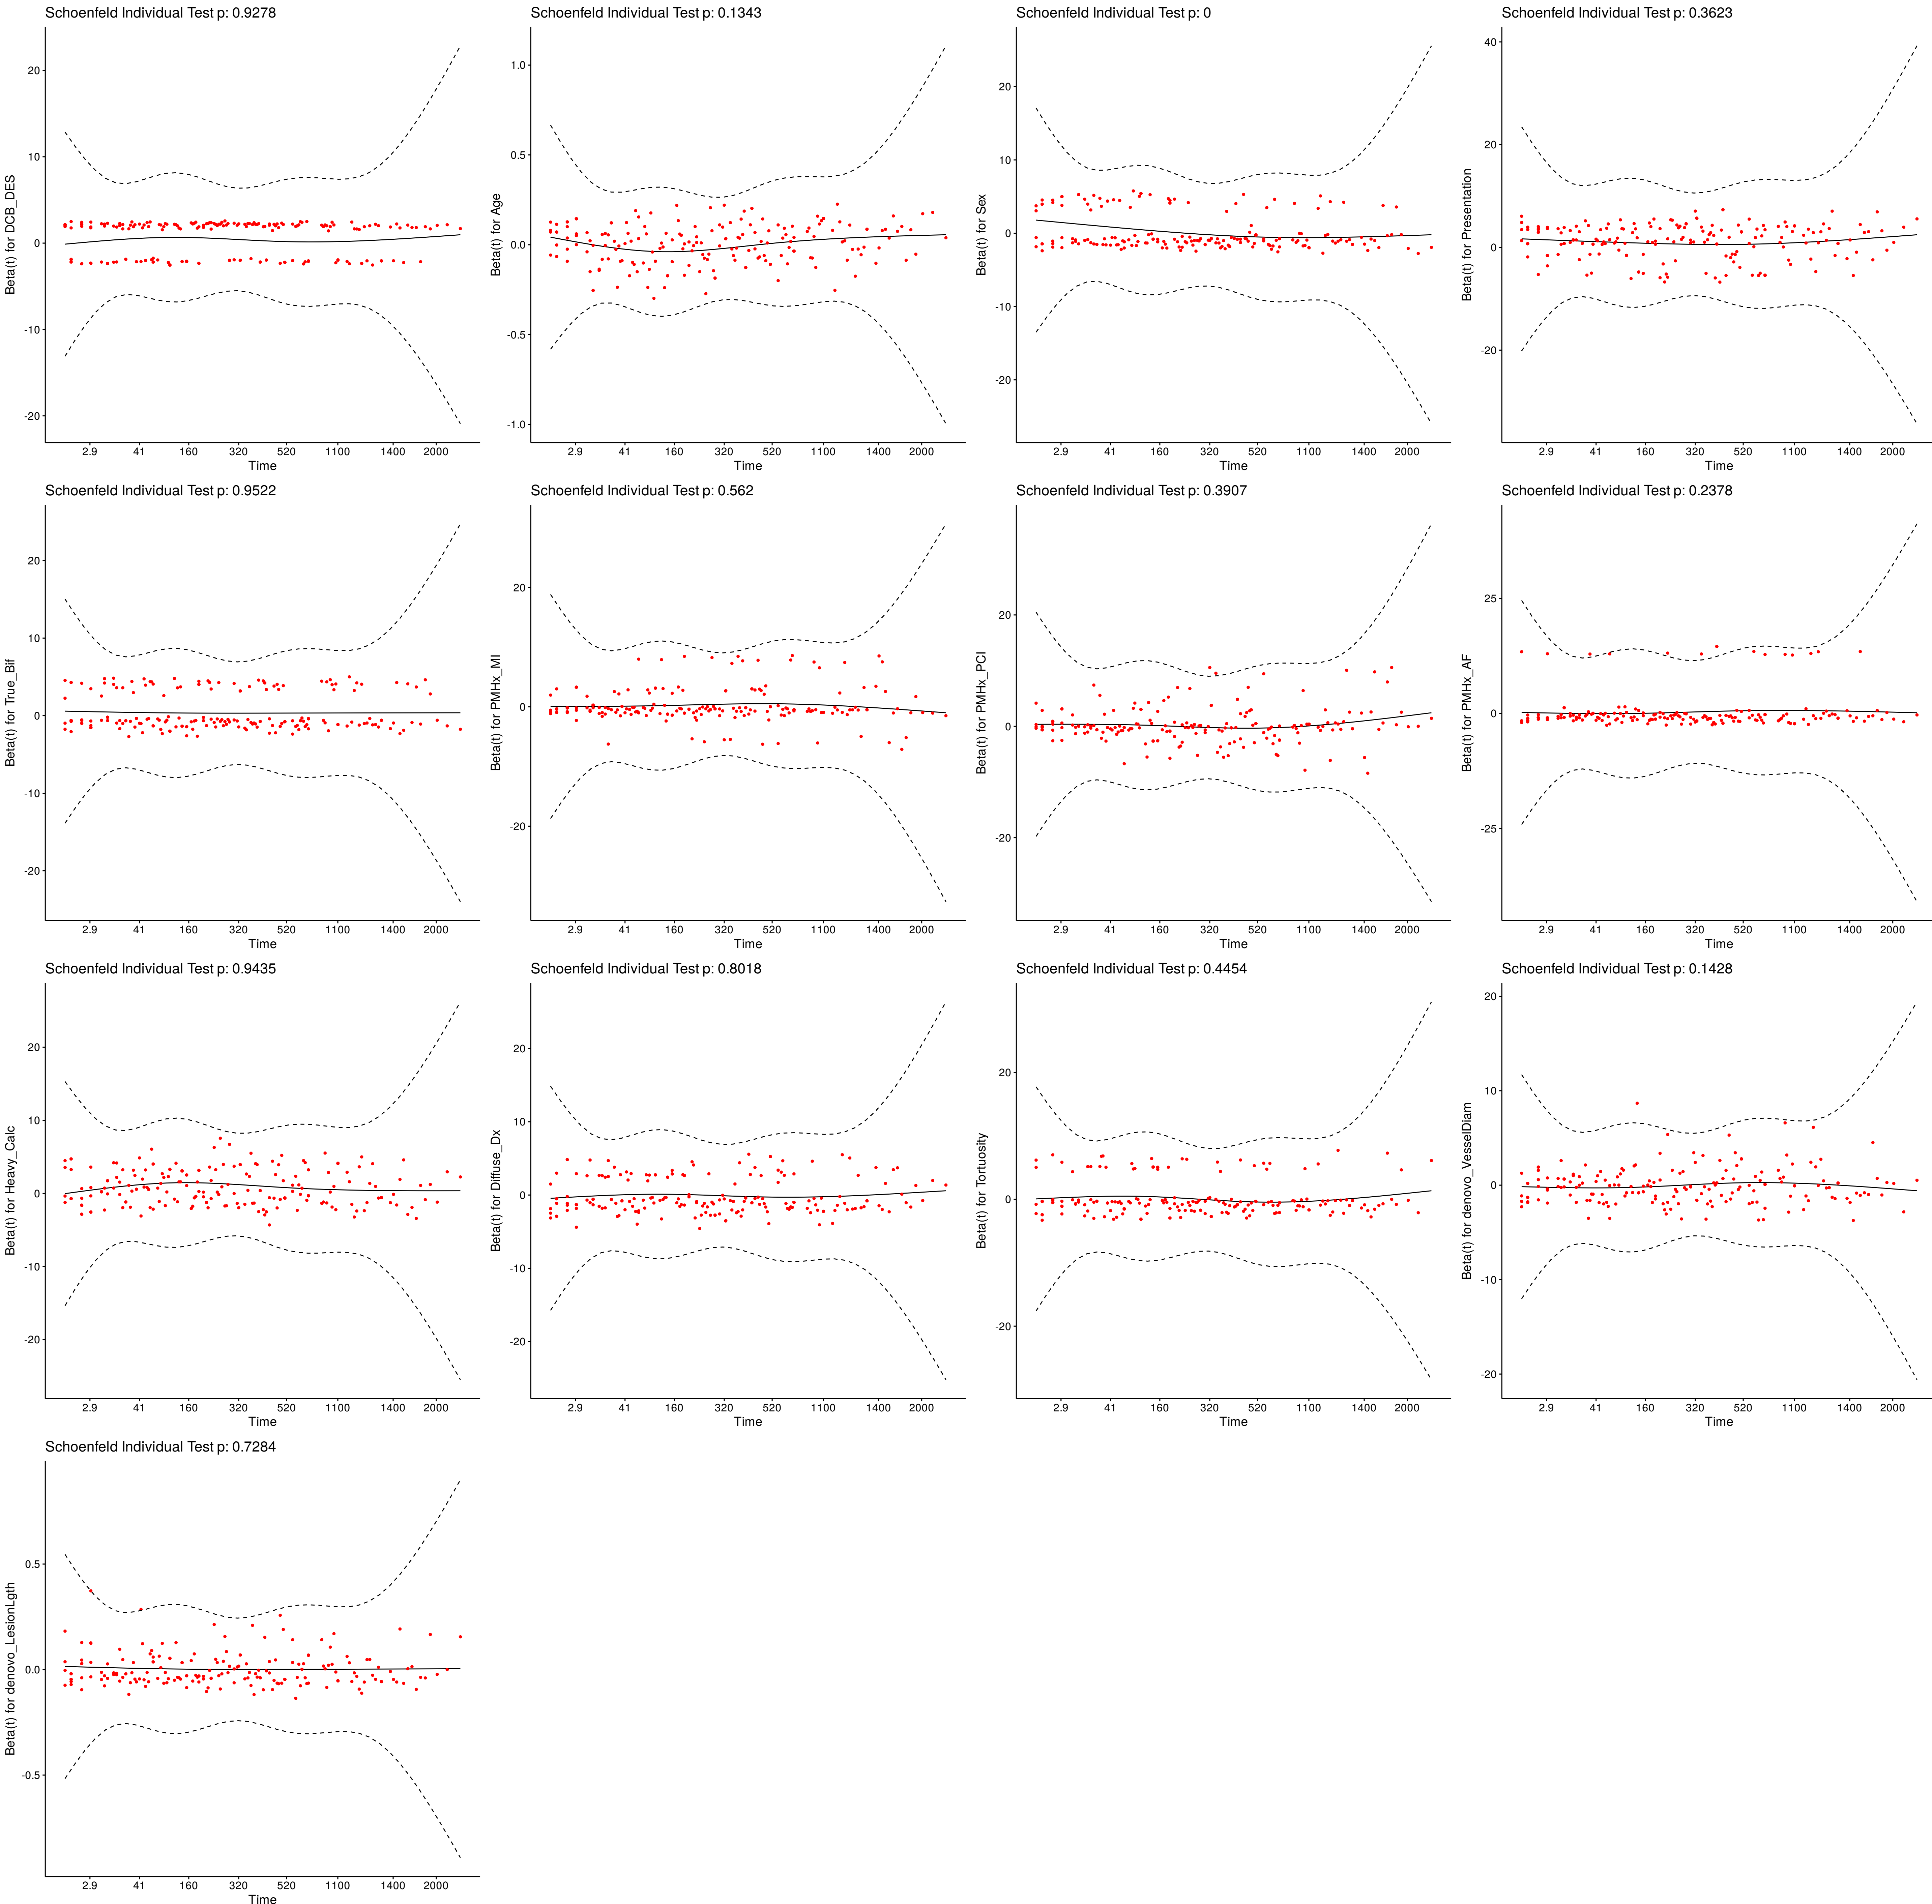 Schoenfeld Individual Test p: 0.9278
Beta(t) for DCB_DES
20
10
0
-10
-20
2.9 41 160 320 520 1100 1400 2000
Time
Schoenfeld Individual Test p: 0.1343
Beta(t) for Age
1.0
0.5
0.0
-0.5
-1.0
2.9 41 160 320 520 1100 1400 2000
Time
Schoenfeld Individual Test p: 0
Beta(t) for Sex
20
10
0
-10
-20
2.9 41 160 320 520 1100 1400 2000
Time
Schoenfeld Individual Test p: 0.3623
Beta(t) for Presentation
40
20
0
-20
2.9 41 160 320 520 1100 1400 2000
Time
Schoenfeld Individual Test p: 0.9522
Beta(t) for True_Bif
20
10
0
-10
-20
2.9 41 160 320 520 1100 1400 2000
Time
Schoenfeld Individual Test p: 0.562
Beta(t) for PMHx_MI
20
0
-20
2.9 41 160 320 520 1100 1400 2000
Time
Schoenfeld Individual Test p: 0.3907
Beta(t) for PMHx_PCI
20
0
-20
2.9 41 160 320 520 1100 1400 2000
Time
Schoenfeld Individual Test p: 0.2378
Beta(t) for PMHx_AF
25
0
-25
2.9 41 160 320 520 1100 1400 2000
Time
Schoenfeld Individual Test p: 0.9435
Beta(t) for Heavy_Calc
20
10
0
-10
-20
2.9 41 160 320 520 1100 1400 2000
Time
Schoenfeld Individual Test p: 0.8018
Beta(t) for Diffuse_Dx
20
10
0
-10
-20
2.9 41 160 320 520 1100 1400 2000
Time
Schoenfeld Individual Test p: 0.4454
Beta(t) for Tortuosity
20
0
-20
2.9 41 160 320 520 1100 1400 2000
Time
Schoenfeld Individual Test p: 0.1428
Beta(t) for denovo_VesselDiam
20
10
0
-10
-20
2.9 41 160 320 520 1100 1400 2000
Time
Schoenfeld Individual Test p: 0.7284
Beta(t) for denovo_LesionLgth
0.5
0.0
-0.5
2.9 41 160 320 520 1100 1400 2000
Time